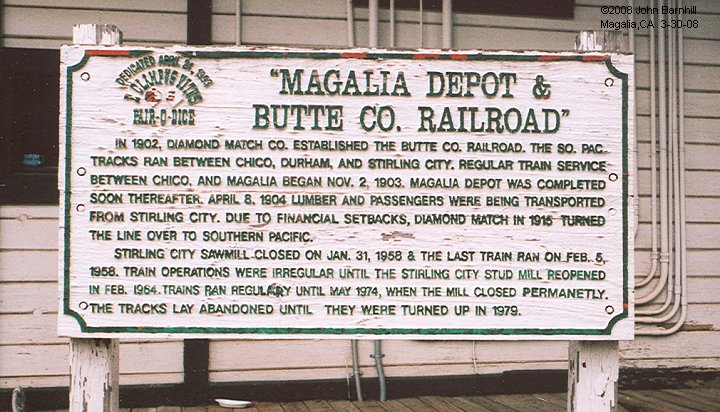 ©2008 John Barnhill
Magalia,CA 3-30-08
DEDICATED APRIL 24,
E CLAMPUS VITUS
PAIR-O-DICE
"MAGALIA DEPOT &
BUTTE CO. RAILROAD"
IN 1902, DIAMOND MATCH CO. ESTABLISHED THE BUTTE CO. RAILROAD. THE SO. PAC.
TRACKS RAN BETWEEN CHICO, DURHAM, AND STIRLING CITY. REGULAR TRAIN SERVICE
BETWEEN CHICO, AND MAGALIA BEGAN NOV. 2, 1903. MAGALIA DEPOT WAS COMPLETED
SOON THEREAFTER. APRIL 8, 1904 LUMBER AND PASSENGERS WERE BEING TRANSPORTED
FROM STIRLING CITY. DUE TO FINANCIAL SETBACKS, DIAMOND MATCH IN 1915 TURNED
THE LINE OVER TO SOUTHERN PACIFIC.
STIRLING CITY SAWMILL CLOSED ON JAN. 31, 1958 & THE LAST TRAIN RAN ON FEB. 5,
1958. TRAIN OPERATIONS WERE IRREGULAR UNTIL THE STIRLING CITY STUD MILL REOPENED
IN FEB. 1964. TRAINS RAN REGULARY UNTIL MAY 1974, WHEN THE MILL CLOSED PERMANETLY.
THE TRACKS LAY ABANDONED UNTIL THEY WERE TURNED UP IN 1979.